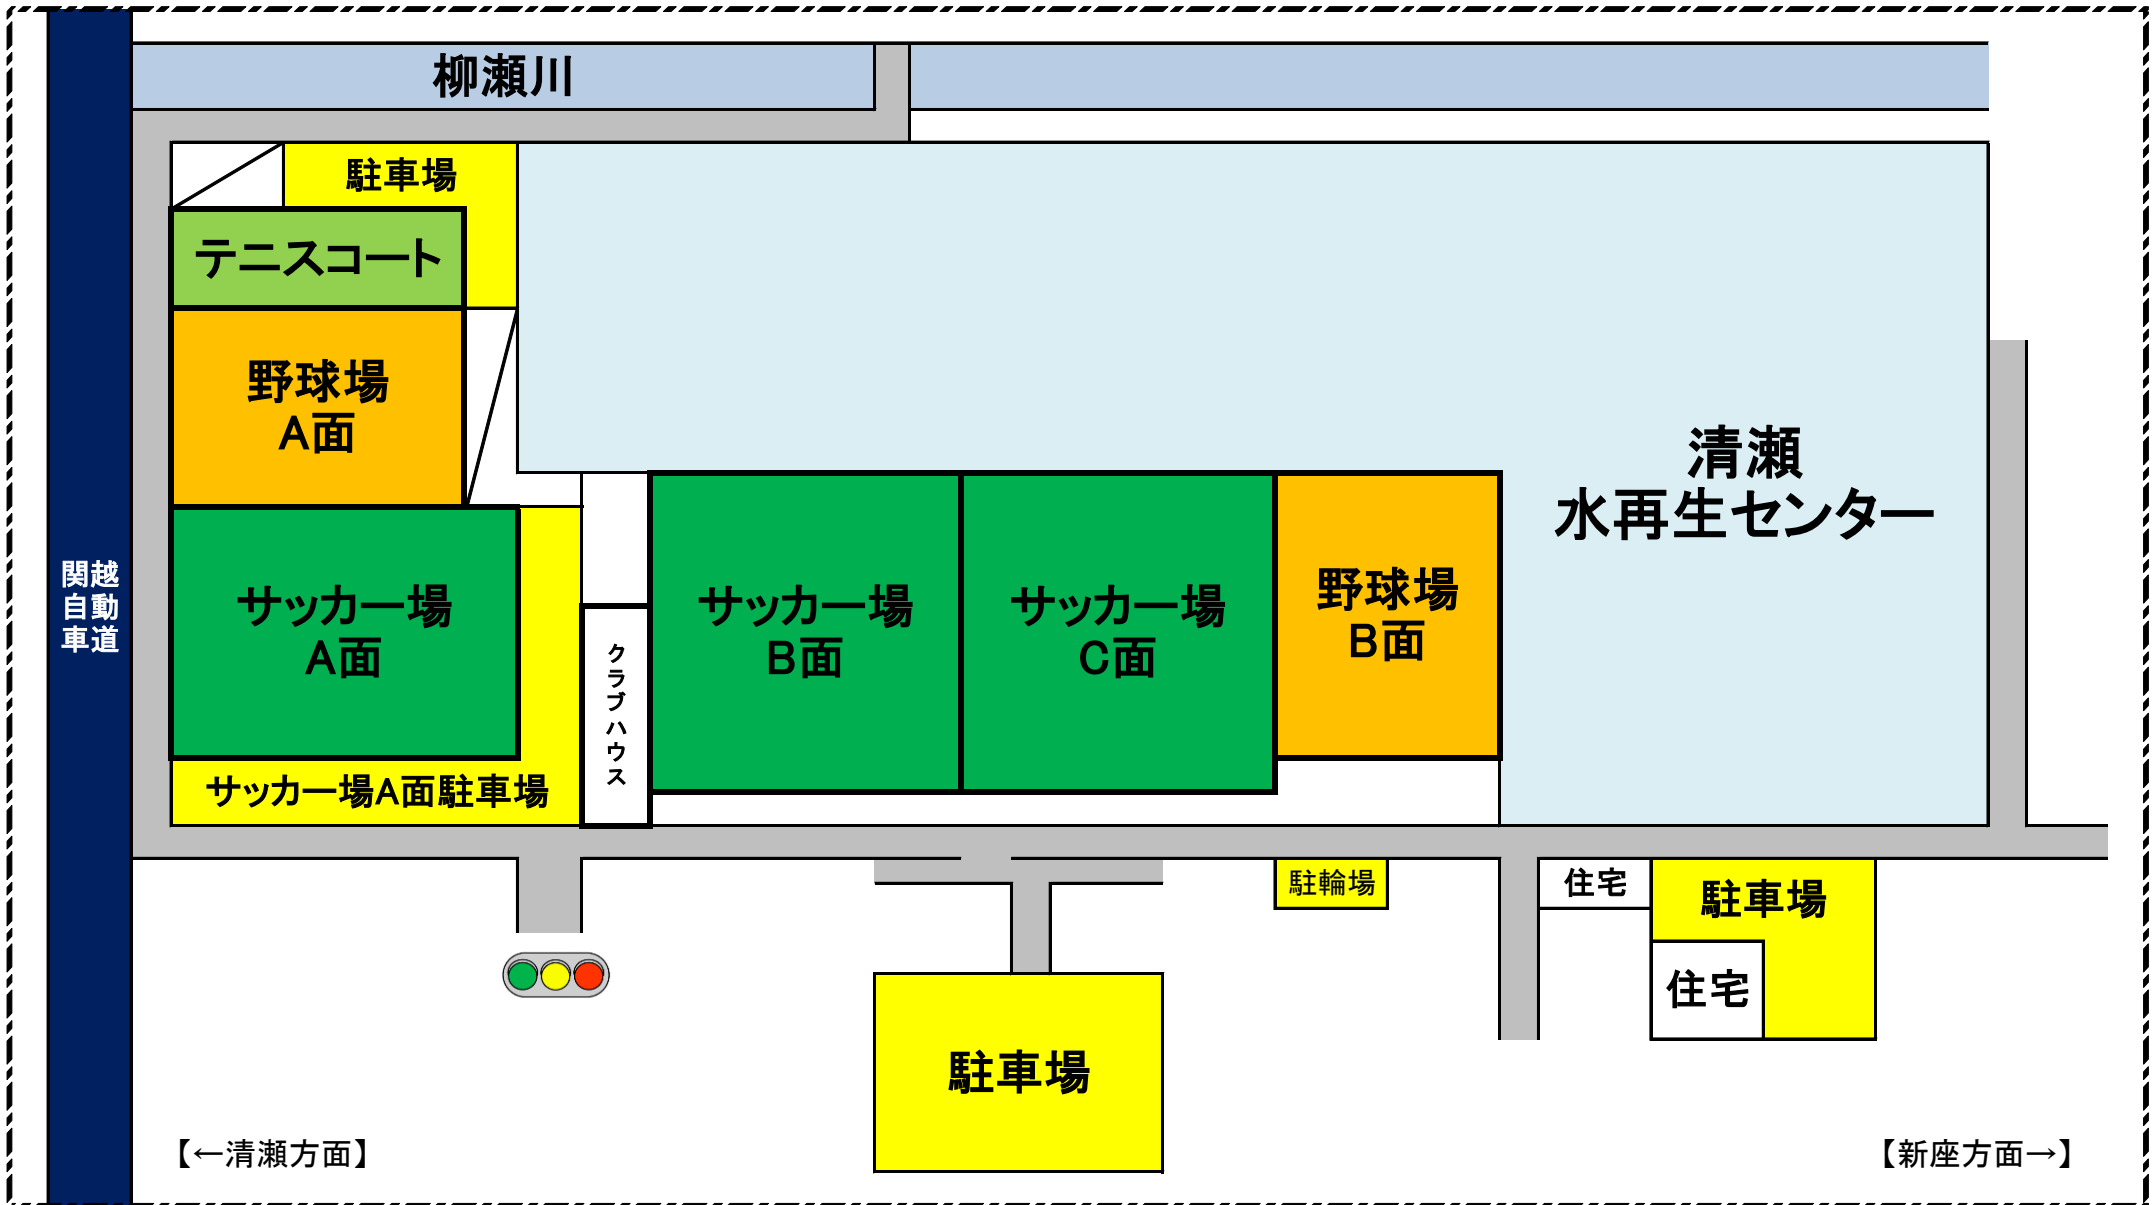 柳瀬川
駐車場
テニスコート
野球場
A面
清瀬
水再生センター
関越
自動
車道
サッカー場
A面
クラブハウス
サッカー場
B面
サッカー場
C面
野球場
B面
サッカー場A面駐車場
駐輪場
住宅
駐車場
住宅
駐車場
【←清瀬方面】
【新座方面→】